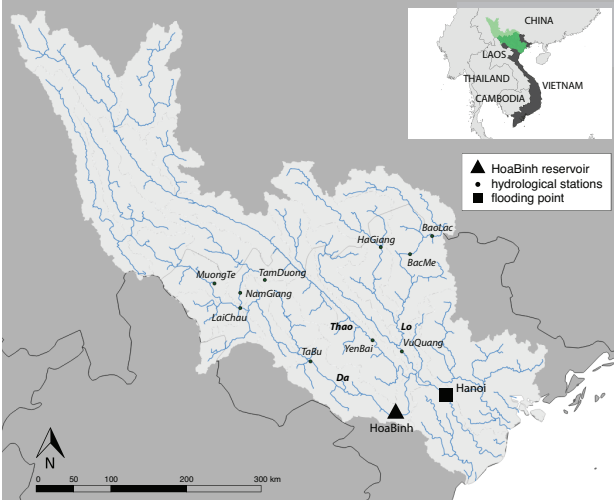 CHINA
LAOS
THAILAND
VIETNAM
CAMBODIA
HoaBinh reservoir
hydrological stations
flooding point
BaoLac
HaGiang
BacMe
MuongTe
TamDuong
NamGiang
LaiChau
Thao
Lo
YenBai
VuQuang
TaBu
Da
Hanoi
HoaBinh
N
0 50 100 200 300 km